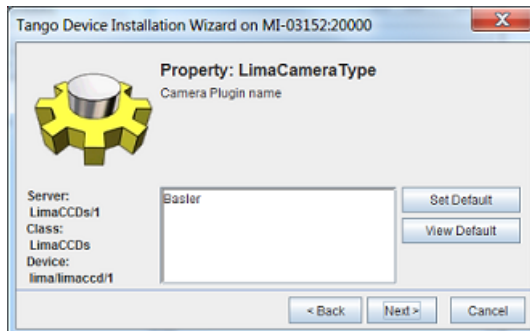 Tango Device Installation Wizard on MI-03152:20000
X
Property: LimaCameraType
Camera Plugin name
Server:
LimaCCDs/1
Class:
LimaCCDs
Device:
lima/limaccd/1
Basler
Set Default
View Default
< Back
Next >
Cancel